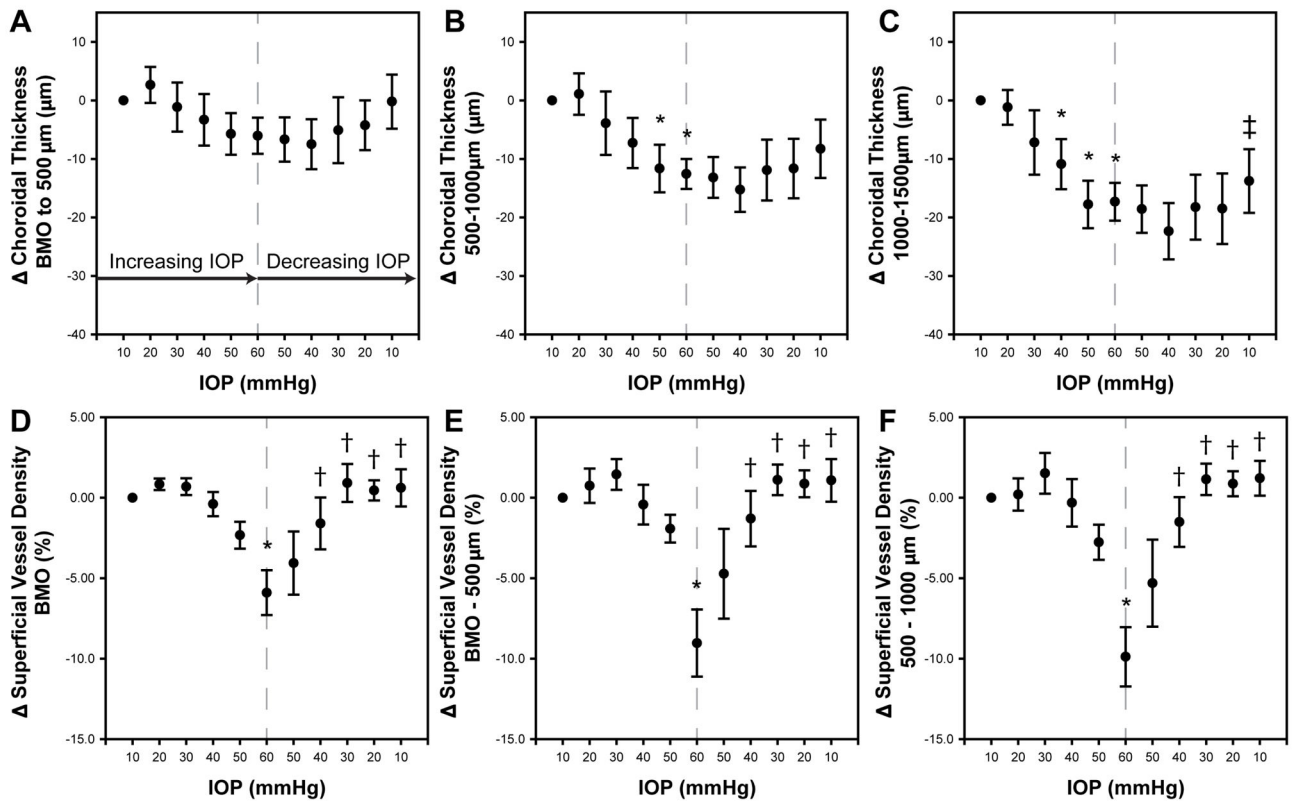 A
Δ Choroidal Thickness
BMO to 500 µm (µm)
10
0
-10
-20
-30
-40
Increasing IOP
Decreasing IOP
10 20 30 40 50 60 50 40 30 20 10
IOP (mmHg)
B
Δ Choroidal Thickness
500-1000µm (µm)
10
0
-10
-20
-30
-40
* *
10 20 30 40 50 60 50 40 30 20 10
IOP (mmHg)
C
Δ Choroidal Thickness
1000-1500µm (µm)
10
0
-10
-20
-30
-40
* * * ‡
10 20 30 40 50 60 50 40 30 20 10
IOP (mmHg)
D
Δ Superficial Vessel Density
BMO (%)
5.00
0.00
-5.00
-10.0
-15.0
* † † † †
10 20 30 40 50 60 50 40 30 20 10
IOP (mmHg)
E
Δ Superficial Vessel Density
BMO - 500µm (%)
5.00
0.00
-5.00
-10.0
-15.0
* † † † †
10 20 30 40 50 60 50 40 30 20 10
IOP (mmHg)
F
Δ Superficial Vessel Density
500 - 1000 µm (%)
5.00
0.00
-5.00
-10.0
-15.0
* † † † †
10 20 30 40 50 60 50 40 30 20 10
IOP (mmHg)